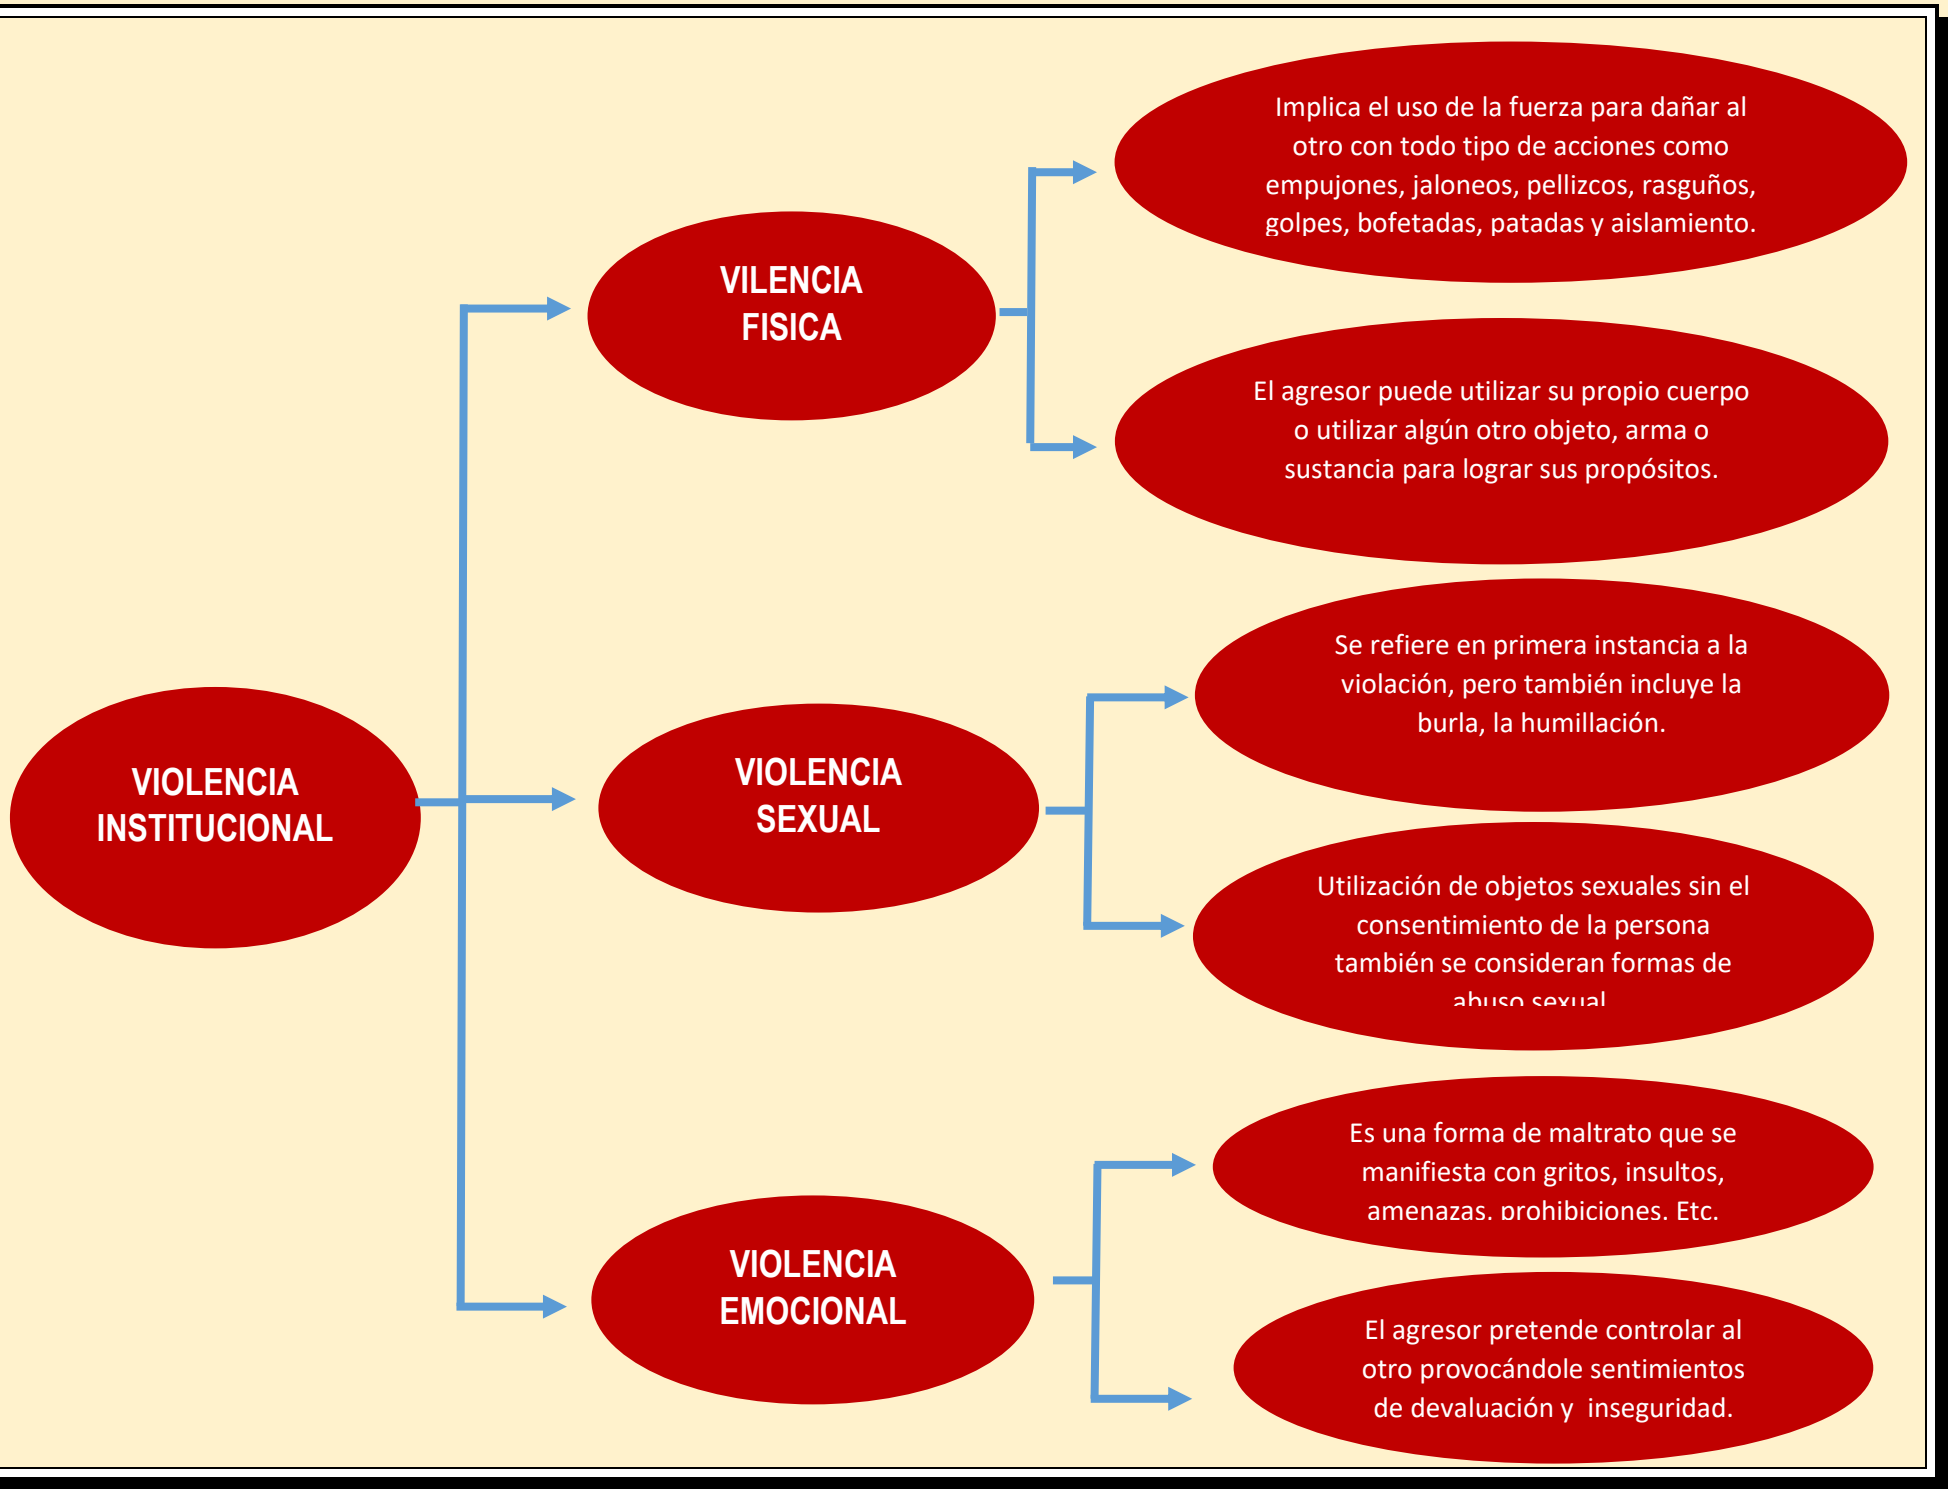 VIOLENCIA
INSTITUCIONAL
VILENCIA
FISICA
Implica el uso de la fuerza para dañar al
otro con todo tipo de acciones como
empujones, jaloneos, pellizcos, rasguños,
golpes, bofetadas, patadas y aislamiento.
El agresor puede utilizar su propio cuerpo
o utilizar algún otro objeto, arma o
sustancia para lograr sus propósitos.
VIOLENCIA
SEXUAL
Se refiere en primera instancia a la
violación, pero también incluye la
burla, la humillación.
Utilización de objetos sexuales sin el
consentimiento de la persona
también se consideran formas de
abuso sexual
VIOLENCIA
EMOCIONAL
Es una forma de maltrato que se
manifiesta con gritos, insultos,
amenazas, prohibiciones. Etc.
El agresor pretende controlar al
otro provocándole sentimientos
de devaluación y  inseguridad.